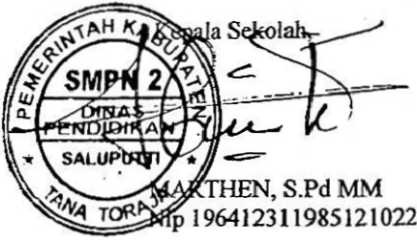 Kepala Sekolah,
PEMERINTAH KABUPATEN
SMPN 2
DINAS
PENDIDIKAN
SALUPUTTI
TANA TORAJA
MARTHEN, S.Pd MM
Nip 196412311985121022